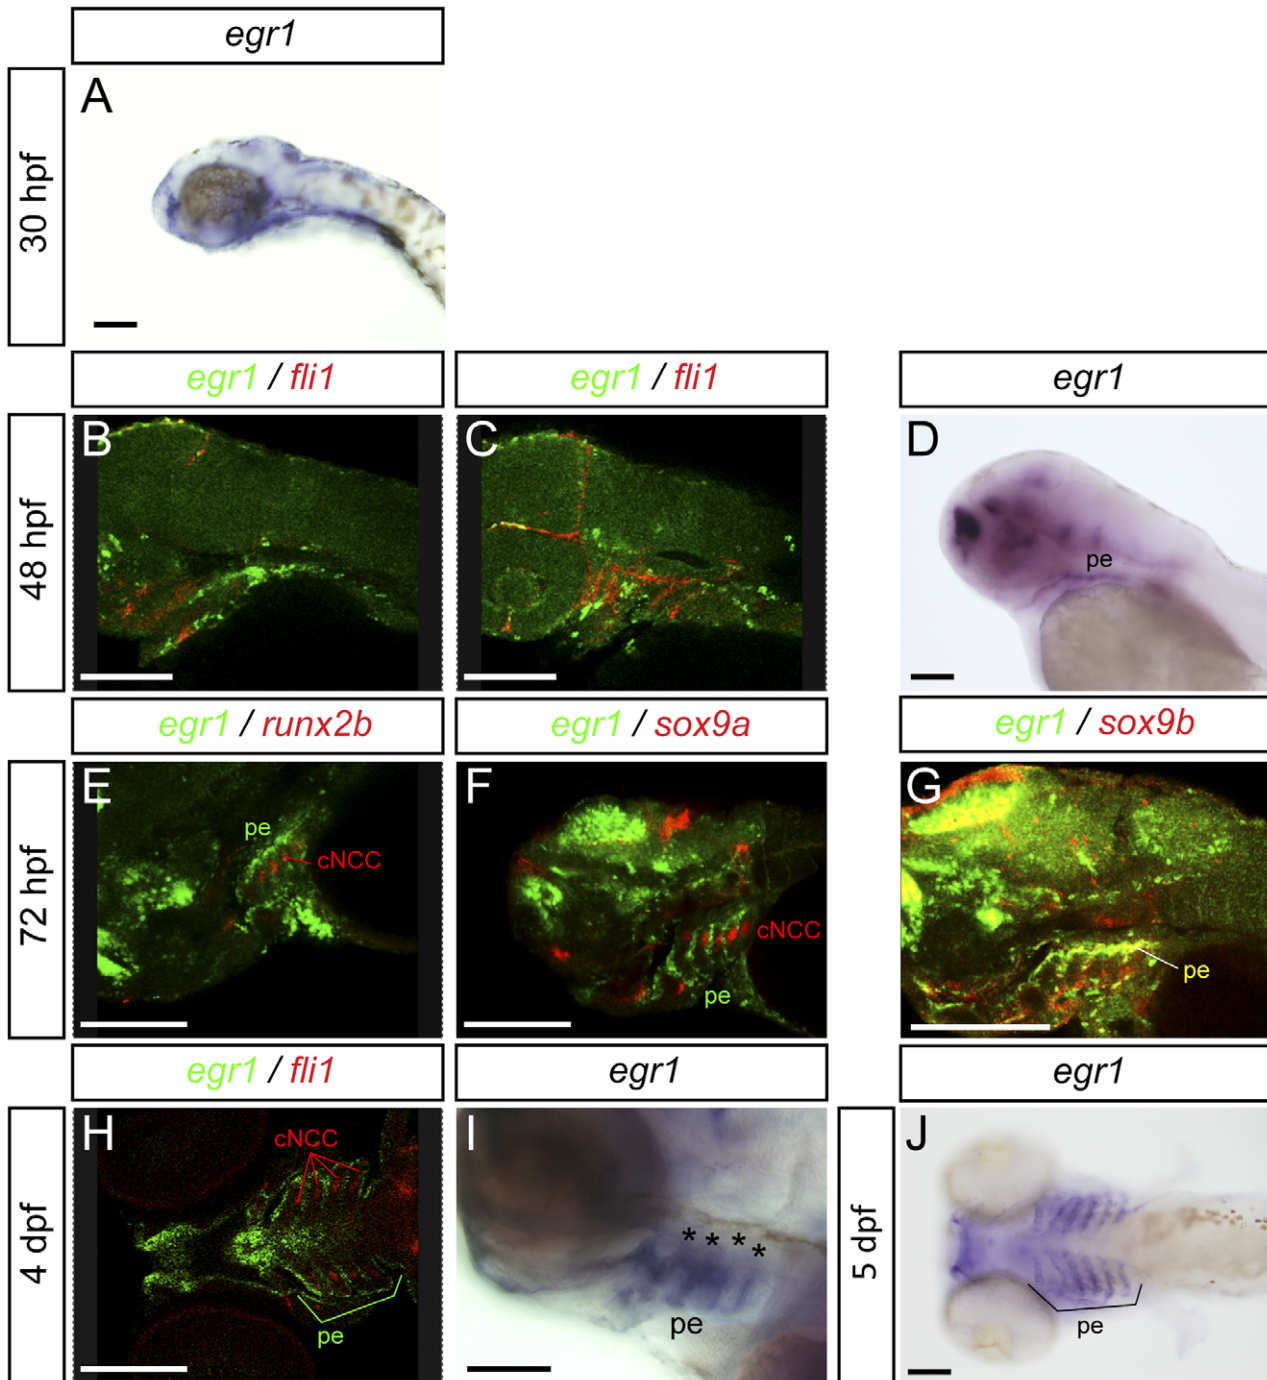 egr1
A
30 hpf
egr1 / fli1
egr1 / fli1
egr1
B
C
D
48 hpf
pe
egr1 / runx2b
egr1 / sox9a
egr1 / sox9b
E
F
G
72 hpf
pe
cNCC
cNCC
pe
pe
egr1 / fli1
egr1
egr1
H
I
J
4 dpf
cNCC
pe
* * * *
pe
5 dpf
pe